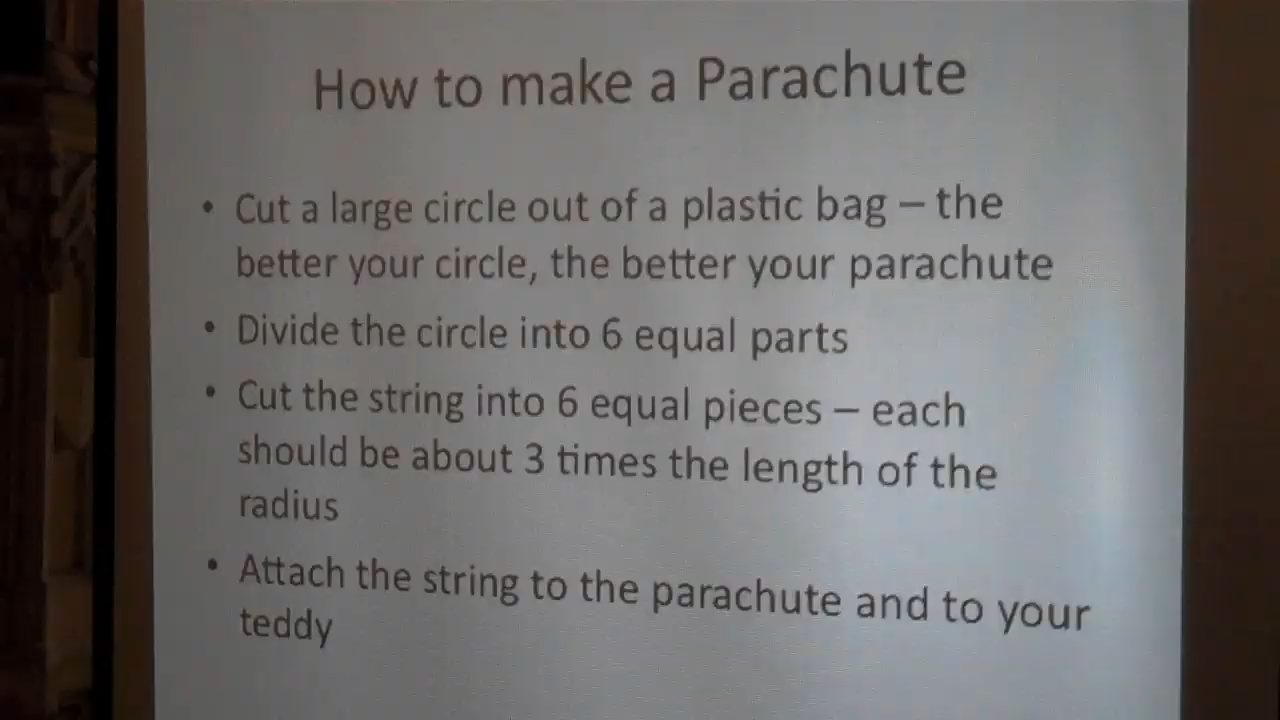 How to make a Parachute
• Cut a large circle out of a plastic bag – the
better your circle, the better your parachute
• Divide the circle into 6 equal parts
• Cut the string into 6 equal pieces – each
should be about 3 times the length of the
radius
• Attach the string to the parachute and to your
teddy